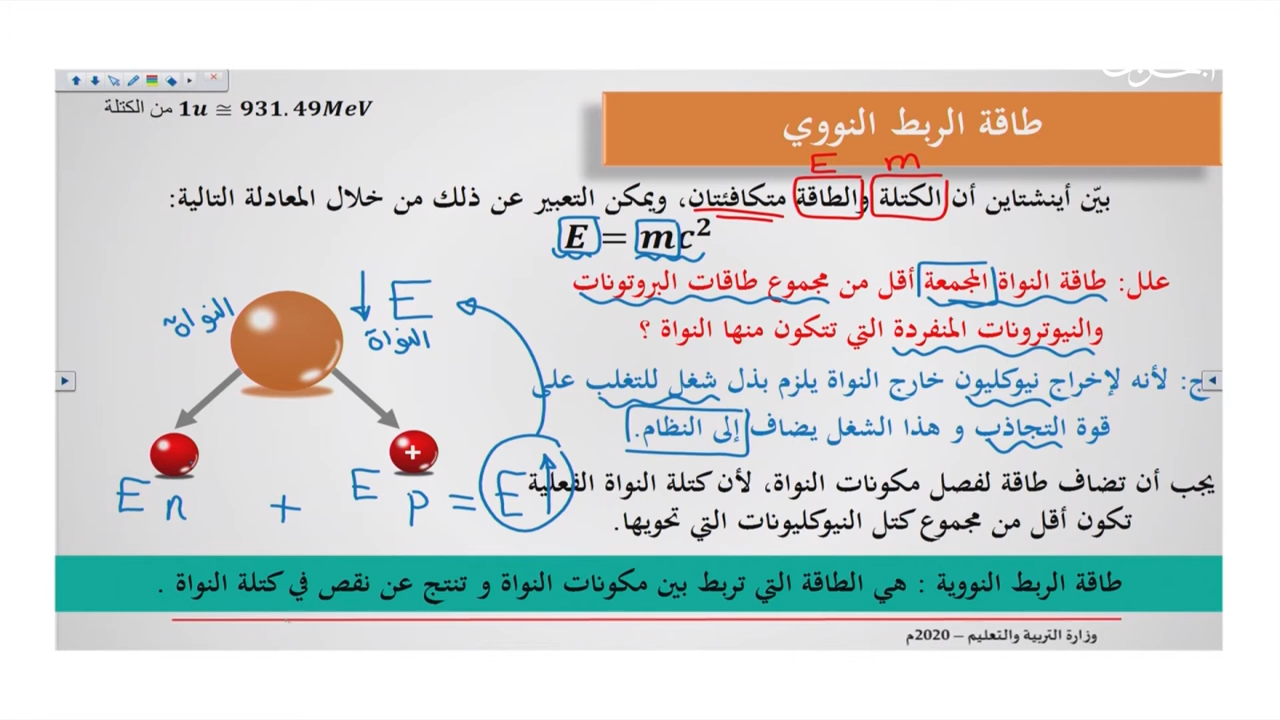 البحرين
1u ≅ 931.49MeV من الكتلة
طاقة الربط النووي
E m
بيّن أينشتاين أن الكتلة والطاقة متكافئتان، ويمكن التعبير عن ذلك من خلال المعادلة التالية:
E = mc²
علل: طاقة النواة المجمعة أقل من مجموع طاقات البروتونات
والنيوترونات المنفردة التي تتكون منها النواة ؟
ج: لأنه لإخراج نيوكليون خارج النواة يلزم بذل شغل للتغلب على
قوة التجاذب و هذا الشغل يضاف إلى النظام.
يجب أن تضاف طاقة لفصل مكونات النواة، لأن كتلة النواة الفعلية
تكون أقل من مجموع كتل النيوكليونات التي تحويها.
النواة
↓ E
النواة
+
E n + E p = E ↑
طاقة الربط النووية : هي الطاقة التي تربط بين مكونات النواة و تنتج عن نقص في كتلة النواة .
وزارة التربية والتعليم – 2020م